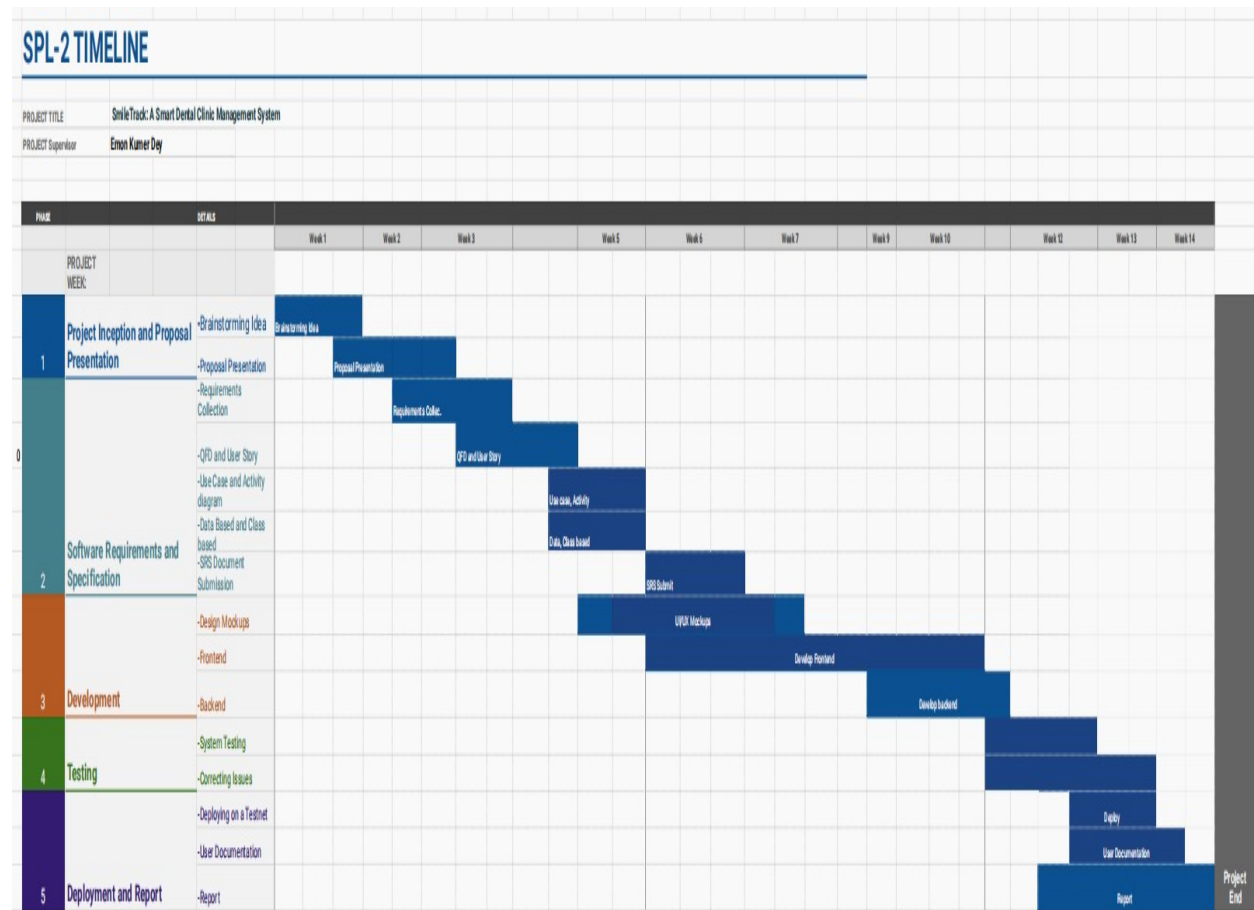 SPL-2 TIMELINE
PROJECT TITLE SmileTrack: A Smart Dental Clinic Management System
PROJECT Supervisor Emon Kumer Dey
PHASE DETAILS
Week 1 Week 2 Week 3 Week 5 Week 6 Week 7 Week 9 Week 10 Week 12 Week 13 Week 14
PROJECT
WEEK:
1
Project Inception and Proposal
Presentation
-Brainstorming Idea
Brainstorming Idea
-Proposal Presentation
Proposal Presentation
-Requirements
Collection
Requirements Collec.
0
-QFD and User Story
QFD and User Story
-Use Case and Activity
diagram
Use case, Activity
-Data Based and Class
based
Data, Class based
2
Software Requirements and
Specification
-SRS Document
Submission
SRS Submit
-Design Mockups
UI/UX Mockups
-Frontend
Develop Frontend
3
Development
-Backend
Develop backend
-System Testing
4
Testing
-Correcting Issues
-Deploying on a Testnet
Deploy
-User Documentation
User Documentation
5
Deployment and Report
-Report
Report
Project
End